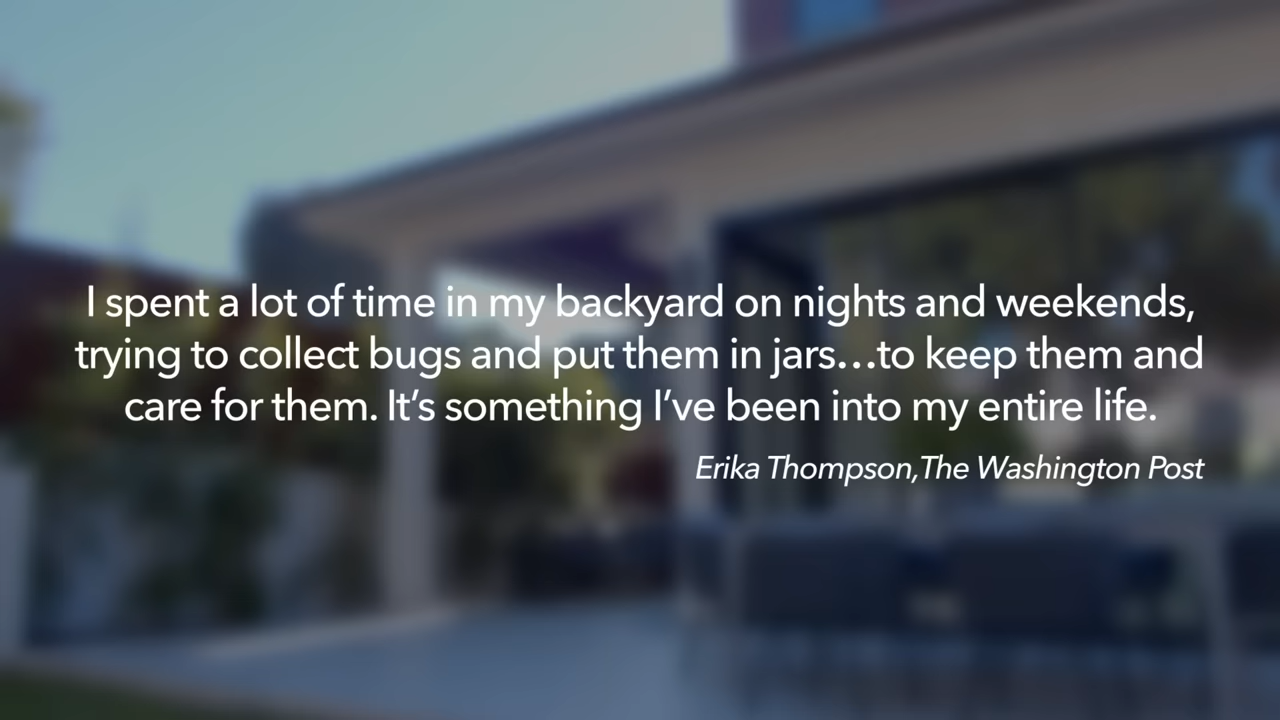 I spent a lot of time in my backyard on nights and weekends,
trying to collect bugs and put them in jars…to keep them and
care for them. It’s something I’ve been into my entire life.
Erika Thompson,The Washington Post